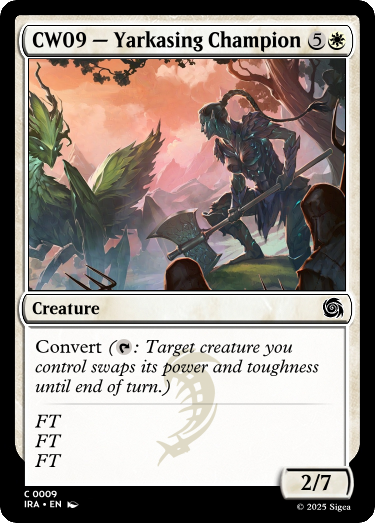 CW09 — Yarkasing Champion 5
Creature
Convert (: Target creature you
control swaps its power and toughness
until end of turn.)
FT
FT
FT
2/7
C 0009
IRA • EN
© 2025 Sigea